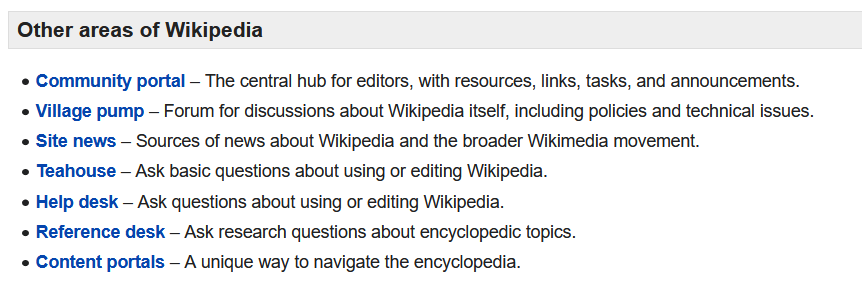 Other areas of Wikipedia
• Community portal – The central hub for editors, with resources, links, tasks, and announcements.
• Village pump – Forum for discussions about Wikipedia itself, including policies and technical issues.
• Site news – Sources of news about Wikipedia and the broader Wikimedia movement.
• Teahouse – Ask basic questions about using or editing Wikipedia.
• Help desk – Ask questions about using or editing Wikipedia.
• Reference desk – Ask research questions about encyclopedic topics.
• Content portals – A unique way to navigate the encyclopedia.